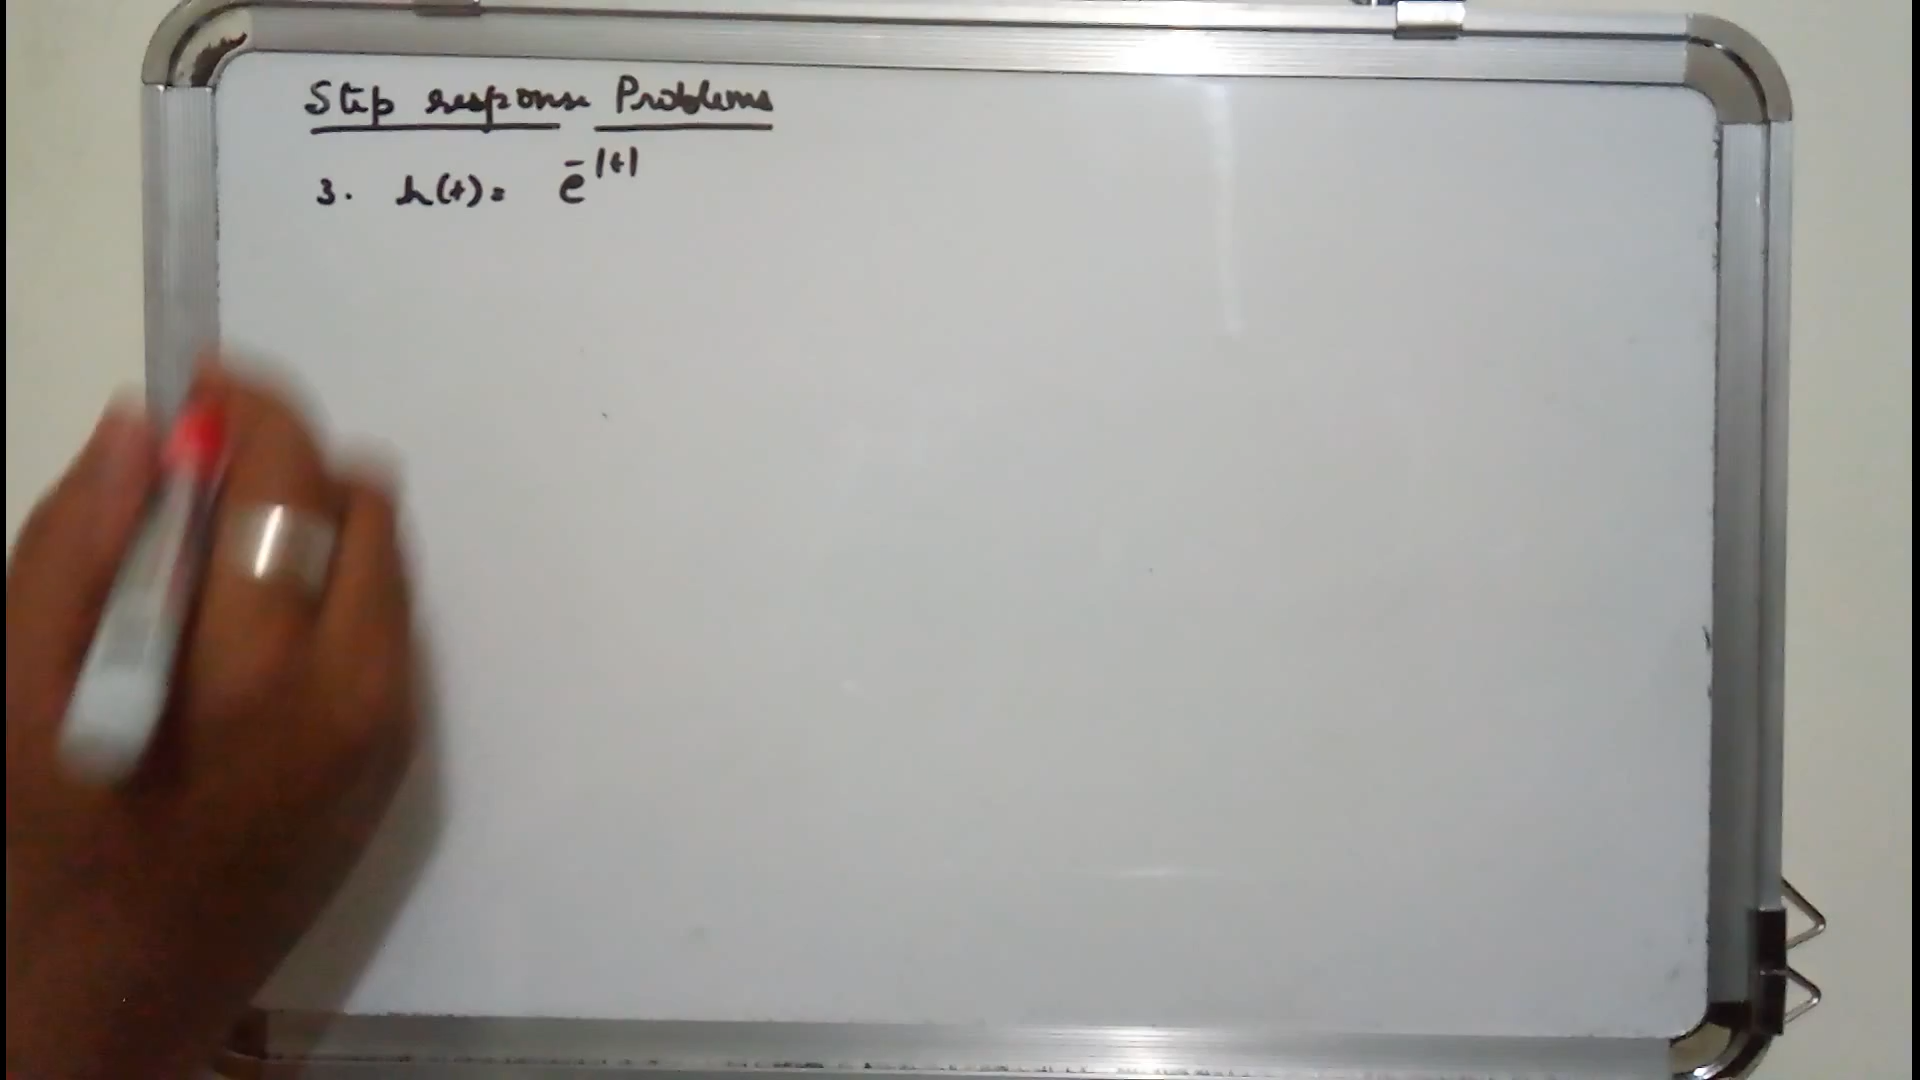 Step response Problems
3. h(t) = e^-|t|